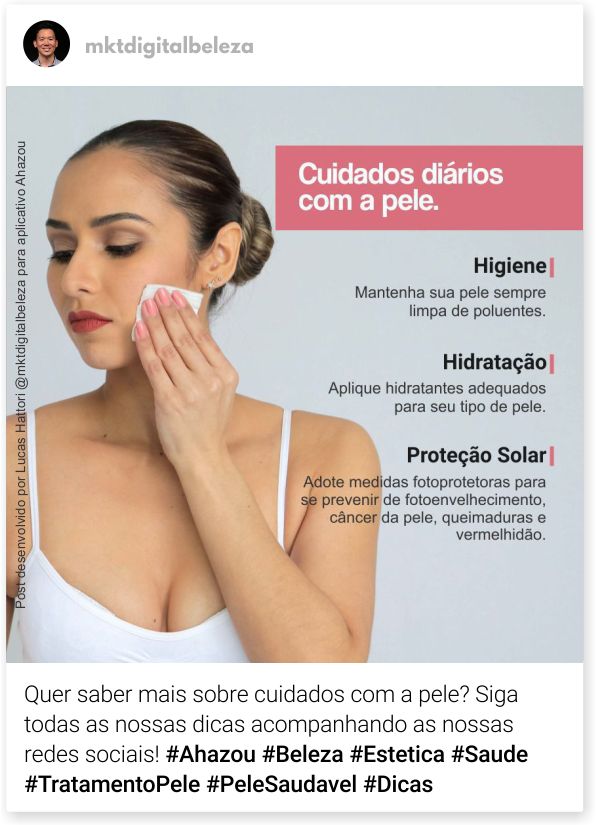 mktdigitalbeleza
Post desenvolvido por Lucas Hattori @mktdigitalbeleza para aplicativo Ahazou
Cuidados diários
com a pele.
Higiene
Mantenha sua pele sempre
limpa de poluentes.
Hidratação
Aplique hidratantes adequados
para seu tipo de pele.
Proteção Solar
Adote medidas fotoprotetoras para
se prevenir de fotoenvelhecimento,
câncer da pele, queimaduras e
vermelhidão.
Quer saber mais sobre cuidados com a pele? Siga
todas as nossas dicas acompanhando as nossas
redes sociais! #Ahazou #Beleza #Estetica #Saude
#TratamentoPele #PeleSaudavel #Dicas